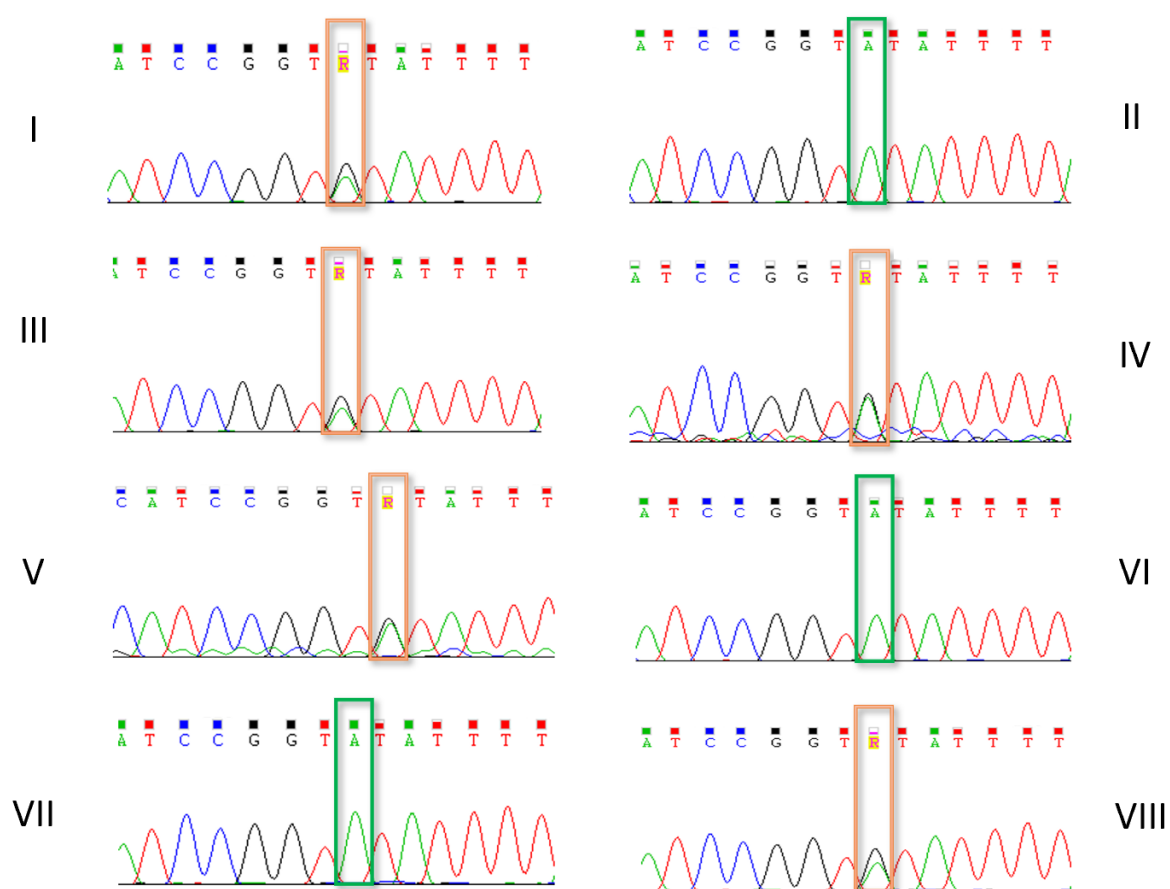 A T C C G G T R T A T T T T
I
A T C C G G T A T A T T T T
II
A T C C G G T R T A T T T T
III
A T C C G G T R T A T T T T
IV
C A T C C G G T R T A T T T
V
A T C C G G T A T A T T T T
VI
A T C C G G T A T A T T T T
VII
A T C C G G T R T A T T T T
VIII